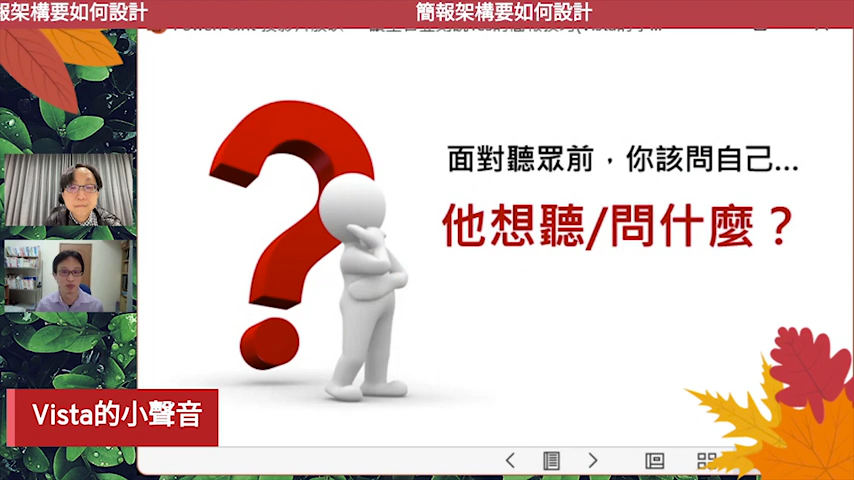 報架構要如何設計
簡報架構要如何設計
面對聽眾前，你該問自己...
他想聽/問什麼？
Vista的小聲音